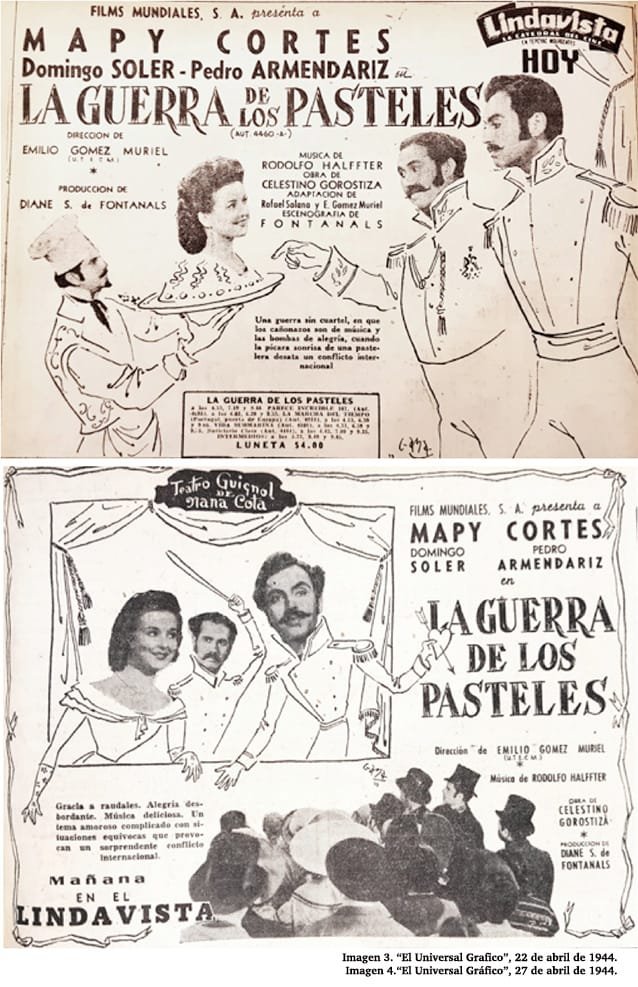 FILMS MUNDIALES, S. A. presenta a
MAPY CORTES
Domingo SOLER - Pedro ARMENDARIZ en
LA GUERRA DE LOS PASTELES
(AUT. 4460-A-)
Lindavista
LA CATEDRAL DEL CINE
HOY
DIRECCION DE
EMILIO GOMEZ MURIEL
(U.T.E.C.M.)
*
PRODUCCION DE
DIANE S. DE FONTANALS
MUSICA DE
RODOLFO HALFFTER
OBRA DE
CELESTINO GOROSTIZA
ADAPTACION DE
Rafael Solana y E. Gomez Muriel
ESCENOGRAFIA DE
FONTANALS
Una guerra sin cuartel, en que
los cañonazos son de música y
las bombas de alegría, cuando
la pícara sonrisa de una paste-
lera desata un conflicto inter-
nacional
LA GUERRA DE LOS PASTELES
LUNETA $4.00
Teatro Guignol
DE
Nana Cota
FILMS MUNDIALES, S. A. presenta a
MAPY CORTES
DOMINGO SOLER
PEDRO ARMENDARIZ
en
LA GUERRA
DE LOS
PASTELES
Dirección de EMILIO GOMEZ MURIEL
(U.T.E.C.M.)
*
Música de RODOLFO HALFFTER
OBRA DE
CELESTINO
GOROSTIZA
*
PRODUCCION DE
DIANE S. de
FONTANALS
Gracia a raudales. Alegría des-
bordante. Música deliciosa. Un
tema amoroso complicado con si-
tuaciones equívocas que provo-
can un sorprendente conflicto
internacional.
Mañana
EN EL
LINDAVISTA
Imagen 3. “El Universal Grafico”, 22 de abril de 1944.
Imagen 4.“El Universal Gráfico”, 27 de abril de 1944.